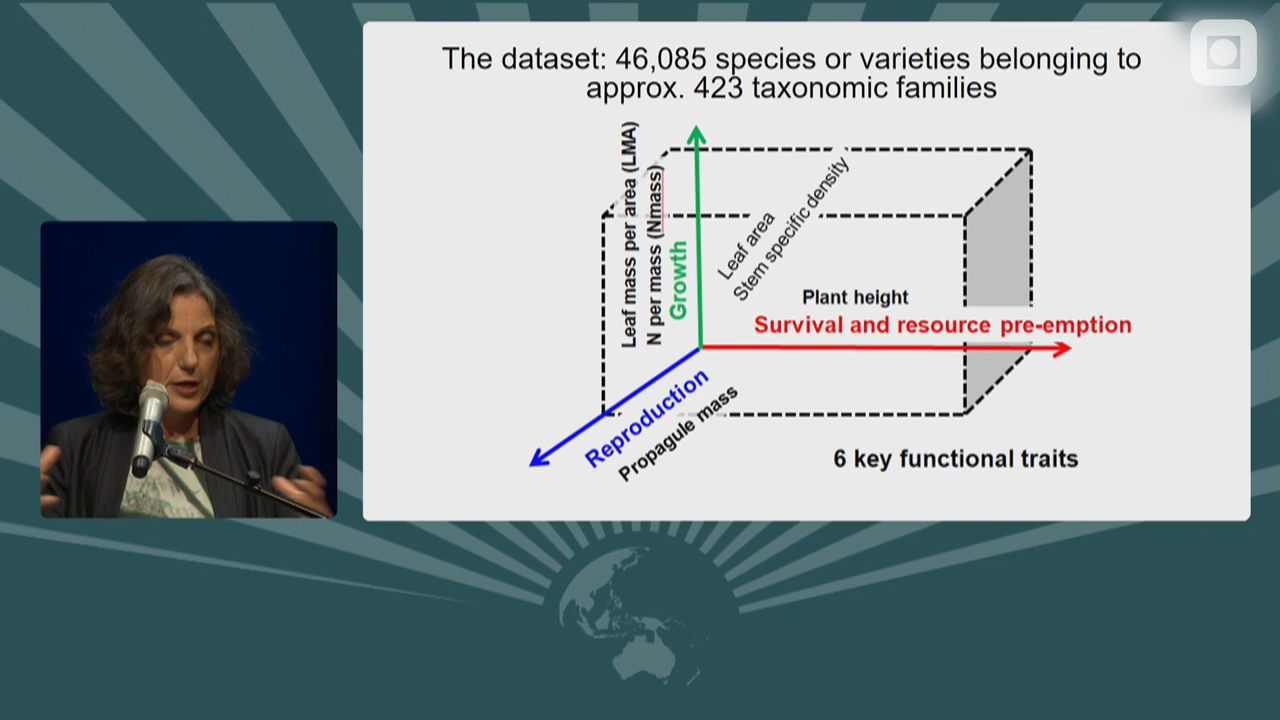 The dataset: 46,085 species or varieties belonging to
approx. 423 taxonomic families
Leaf mass per area (LMA)
N per mass (Nmass)
Growth
Leaf area
Stem specific density
Plant height
Survival and resource pre-emption
Reproduction
Propagule mass
6 key functional traits